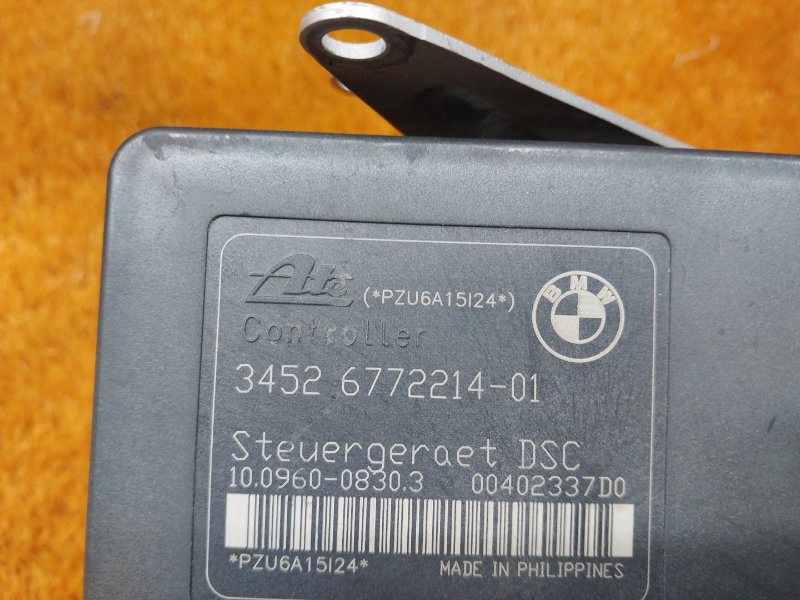 Ate (*PZU6A15I24*) BMW
Controller
3452 6772214-01
Steuergeraet DSC
10.0960-0830.3 00402337D0
*PZU6A15I24* MADE IN PHILIPPINES